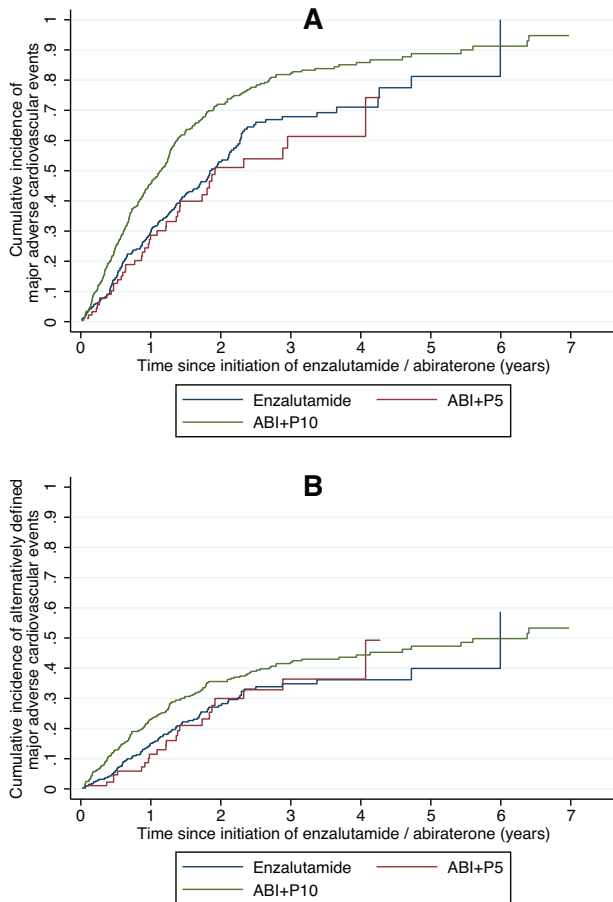 A
Cumulative incidence of
major adverse cardiovascular events
1
.9
.8
.7
.6
.5
.4
.3
.2
.1
0
0 1 2 3 4 5 6 7
Time since initiation of enzalutamide / abiraterone (years)
Enzalutamide ABI+P5
ABI+P10
B
Cumulative incidence of alternatively defined
major adverse cardiovascular events
1
.9
.8
.7
.6
.5
.4
.3
.2
.1
0
0 1 2 3 4 5 6 7
Time since initiation of enzalutamide / abiraterone (years)
Enzalutamide ABI+P5
ABI+P10